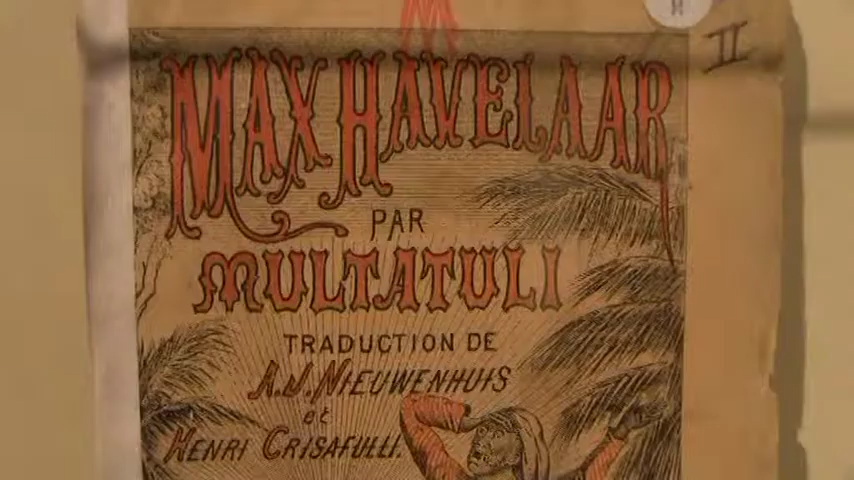 M
H
II
MAX HAVELAAR
PAR
MULTATULI
TRADUCTION DE
A.J. NIEUWENHUIS
et
HENRI CRISAFULLI.